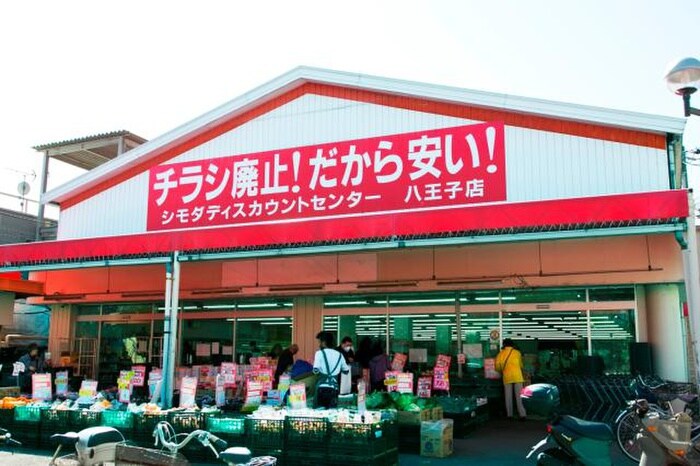 チラシ廃止!だから安い!
シモダディスカウントセンター 八王子店